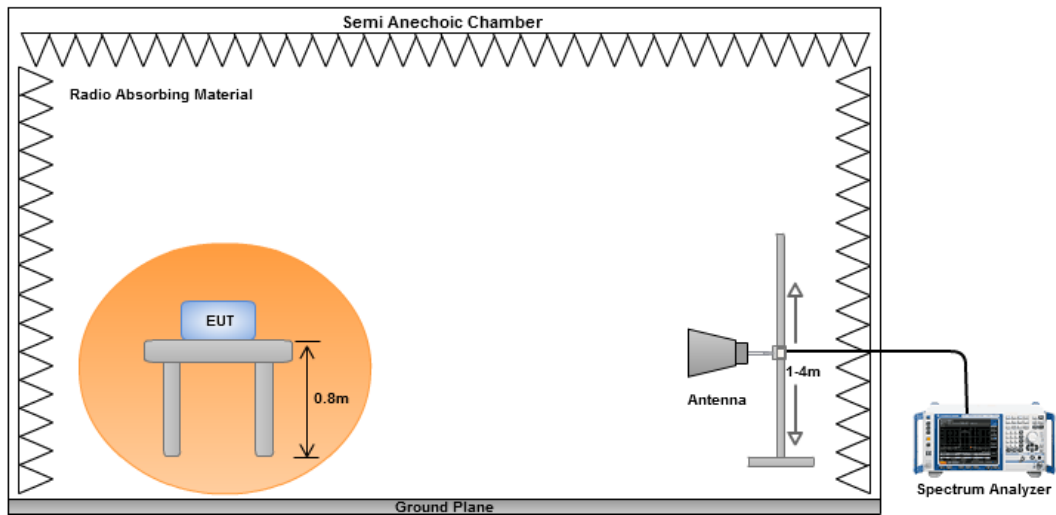 Semi Anechoic Chamber
Radio Absorbing Material
EUT
0.8m
1-4m
Antenna
Spectrum Analyzer
Ground Plane